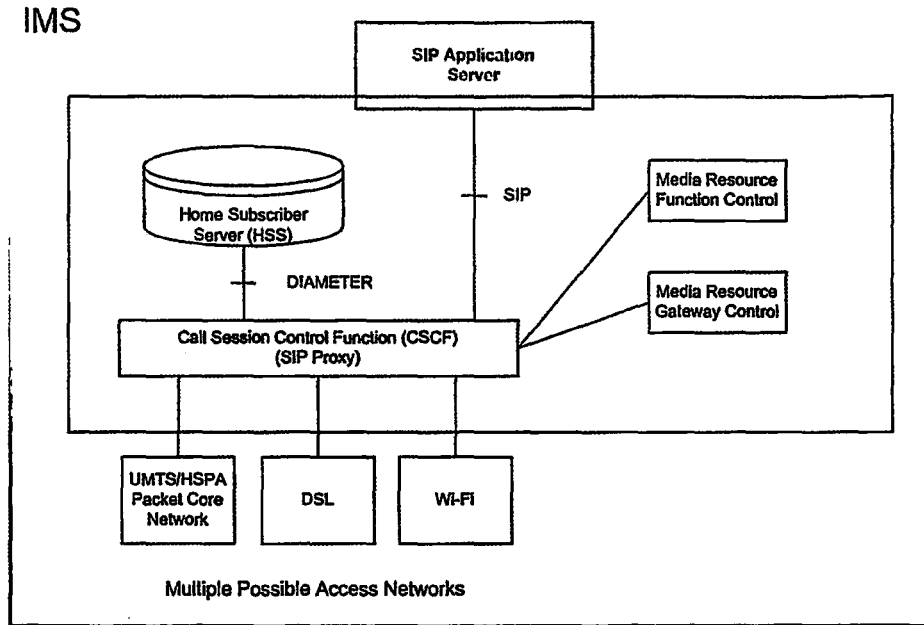 IMS
SIP Application
Server
Home Subscriber
Server (HSS)
SIP
Media Resource
Function Control
DIAMETER
Media Resource
Gateway Control
Call Session Control Function (CSCF)
(SIP Proxy)
UMTS/HSPA
Packet Core
Network
DSL
Wi-Fi
Multiple Possible Access Networks